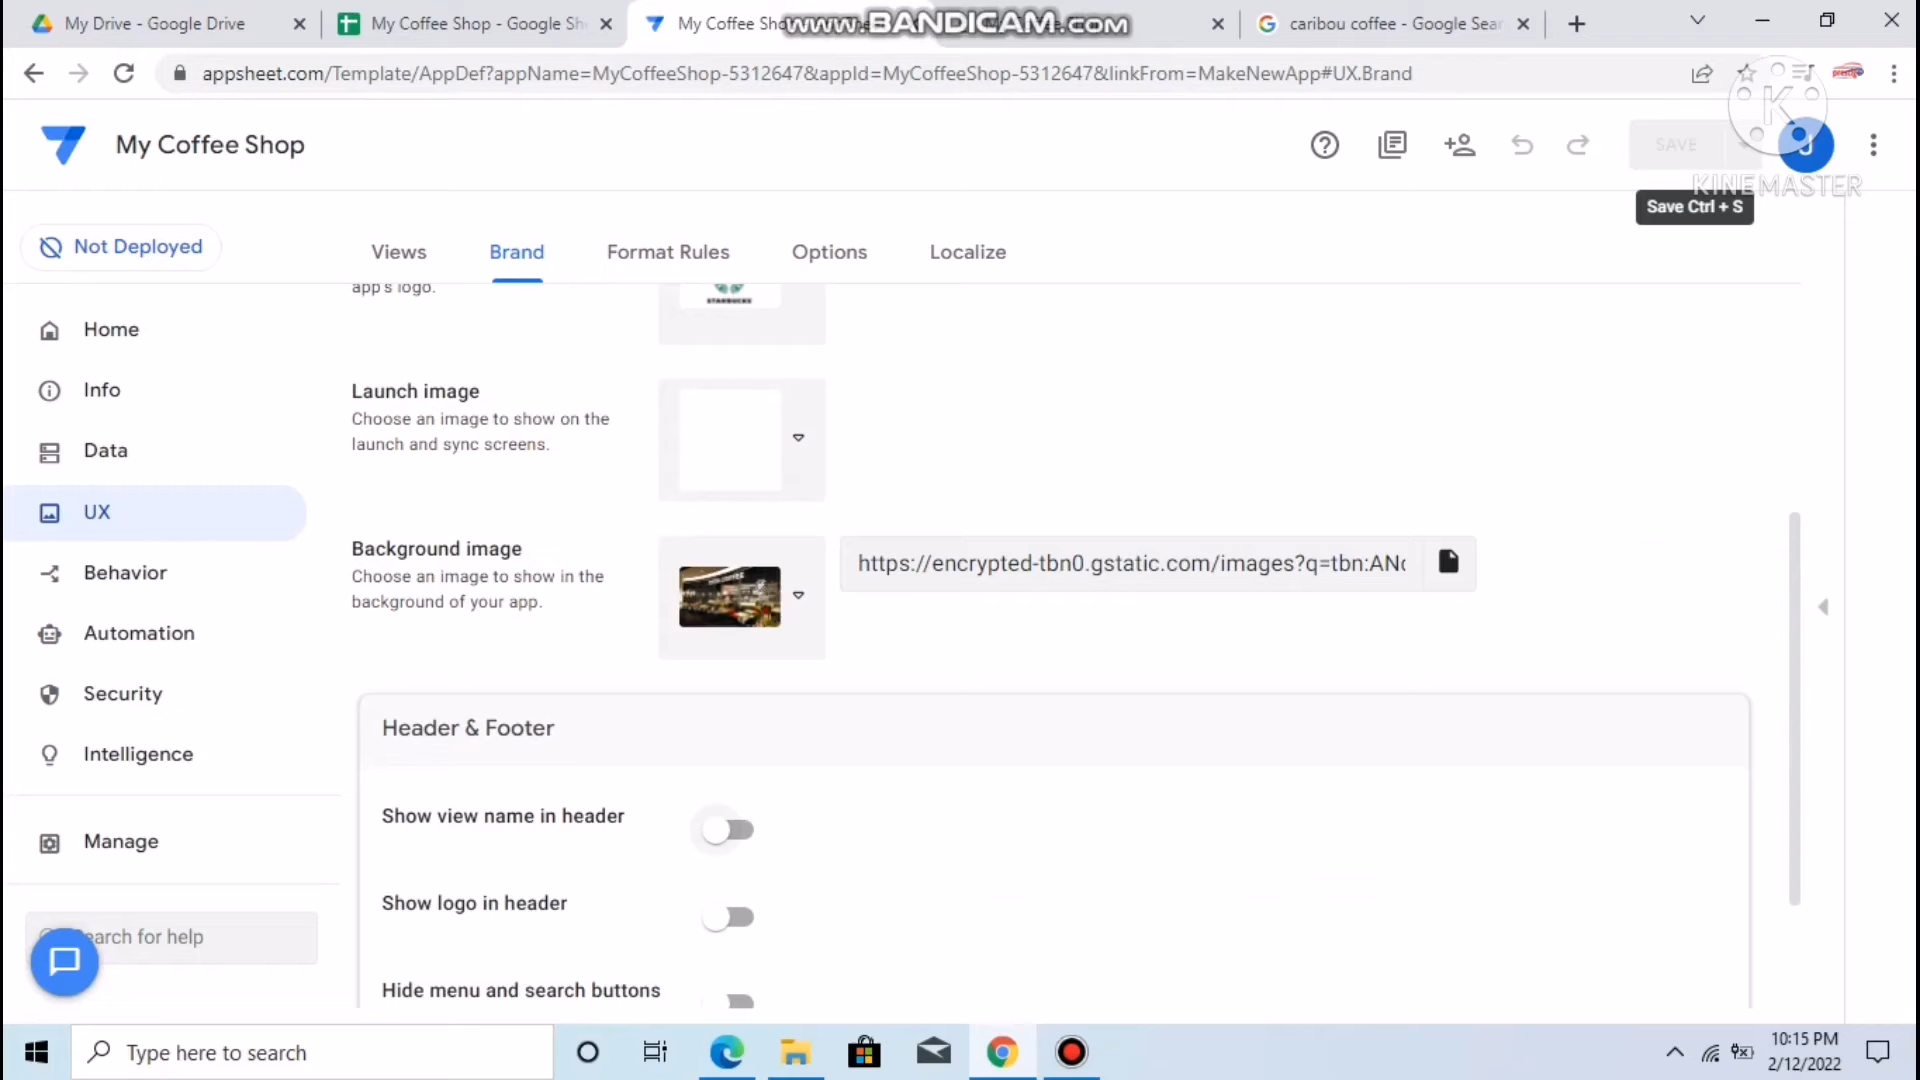 My Drive - Google Drive
My Coffee Shop - Google Sh
My Coffee Sho
www.BANDICAM.com
caribou coffee - Google Sear
appsheet.com/Template/AppDef?appName=MyCoffeeShop-5312647&appId=MyCoffeeShop-5312647&linkFrom=MakeNewApp#UX.Brand
prestige
My Coffee Shop
SAVE
J
K
KINEMASTER
Save Ctrl + S
Not Deployed
Views
Brand
Format Rules
Options
Localize
app's logo.
STARBUCKS
Home
Info
Data
UX
Behavior
Automation
Security
Intelligence
Manage
Search for help
Launch image
Choose an image to show on the
launch and sync screens.
Background image
Choose an image to show in the
background of your app.
https://encrypted-tbn0.gstatic.com/images?q=tbn:ANc
Header & Footer
Show view name in header
Show logo in header
Hide menu and search buttons
Type here to search
10:15 PM
2/12/2022